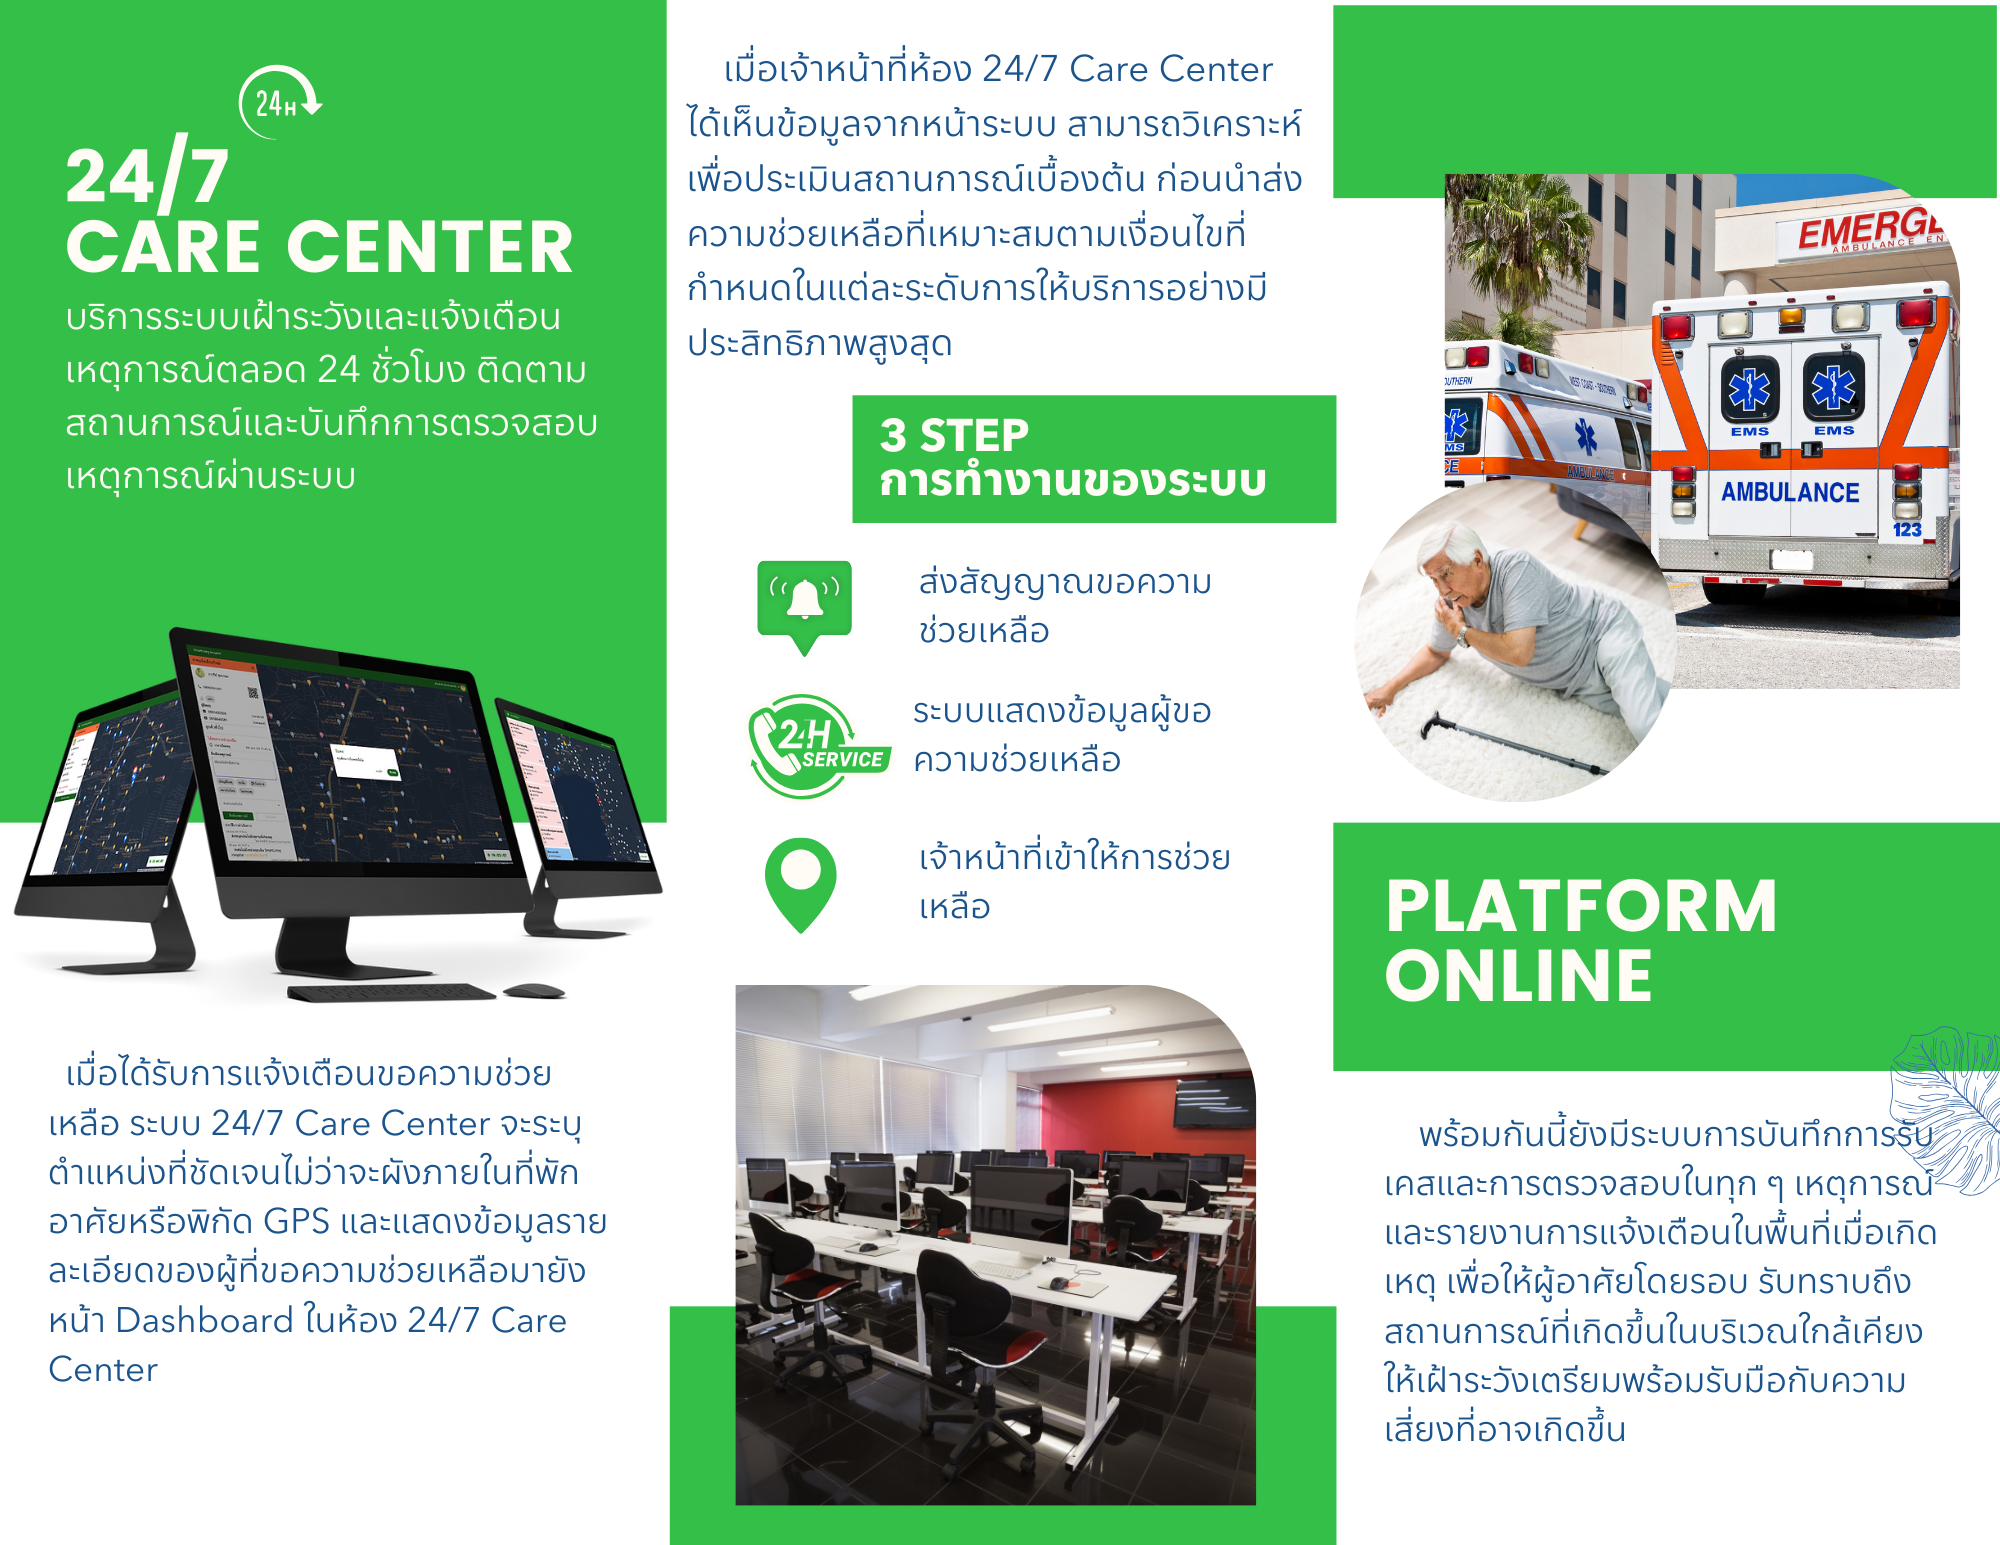 24H
24/7
CARE CENTER
บริการระบบเฝ้าระวังและแจ้งเตือน
เหตุการณ์ตลอด 24 ชั่วโมง ติดตาม
สถานการณ์และบันทึกการตรวจสอบ
เหตุการณ์ผ่านระบบ
เมื่อได้รับการแจ้งเตือนขอความช่วย
เหลือ ระบบ 24/7 Care Center จะระบุ
ตำแหน่งที่ชัดเจนไม่ว่าจะผังภายในที่พัก
อาศัยหรือพิกัด GPS และแสดงข้อมูลราย
ละเอียดของผู้ที่ขอความช่วยเหลือมายัง
หน้า Dashboard ในห้อง 24/7 Care
Center
เมื่อเจ้าหน้าที่ห้อง 24/7 Care Center
ได้เห็นข้อมูลจากหน้าระบบ สามารถวิเคราะห์
เพื่อประเมินสถานการณ์เบื้องต้น ก่อนนำส่ง
ความช่วยเหลือที่เหมาะสมตามเงื่อนไขที่
กำหนดในแต่ละระดับการให้บริการอย่างมี
ประสิทธิภาพสูงสุด
3 STEP
การทำงานของระบบ
ส่งสัญญาณขอความ
ช่วยเหลือ
24H
SERVICE
ระบบแสดงข้อมูลผู้ขอ
ความช่วยเหลือ
เจ้าหน้าที่เข้าให้การช่วย
เหลือ
EMERGE
AMBULANCE EN
OUTHERN
WEST COAST - SOUTHERN
MS
CE
AMBULANCE
EMS
EMS
AMBULANCE
123
PLATFORM
ONLINE
พร้อมกันนี้ยังมีระบบการบันทึกการรับ
เคสและการตรวจสอบในทุก ๆ เหตุการณ์
และรายงานการแจ้งเตือนในพื้นที่เมื่อเกิด
เหตุ เพื่อให้ผู้อาศัยโดยรอบ รับทราบถึง
สถานการณ์ที่เกิดขึ้นในบริเวณใกล้เคียง
ให้เฝ้าระวังเตรียมพร้อมรับมือกับความ
เสี่ยงที่อาจเกิดขึ้น